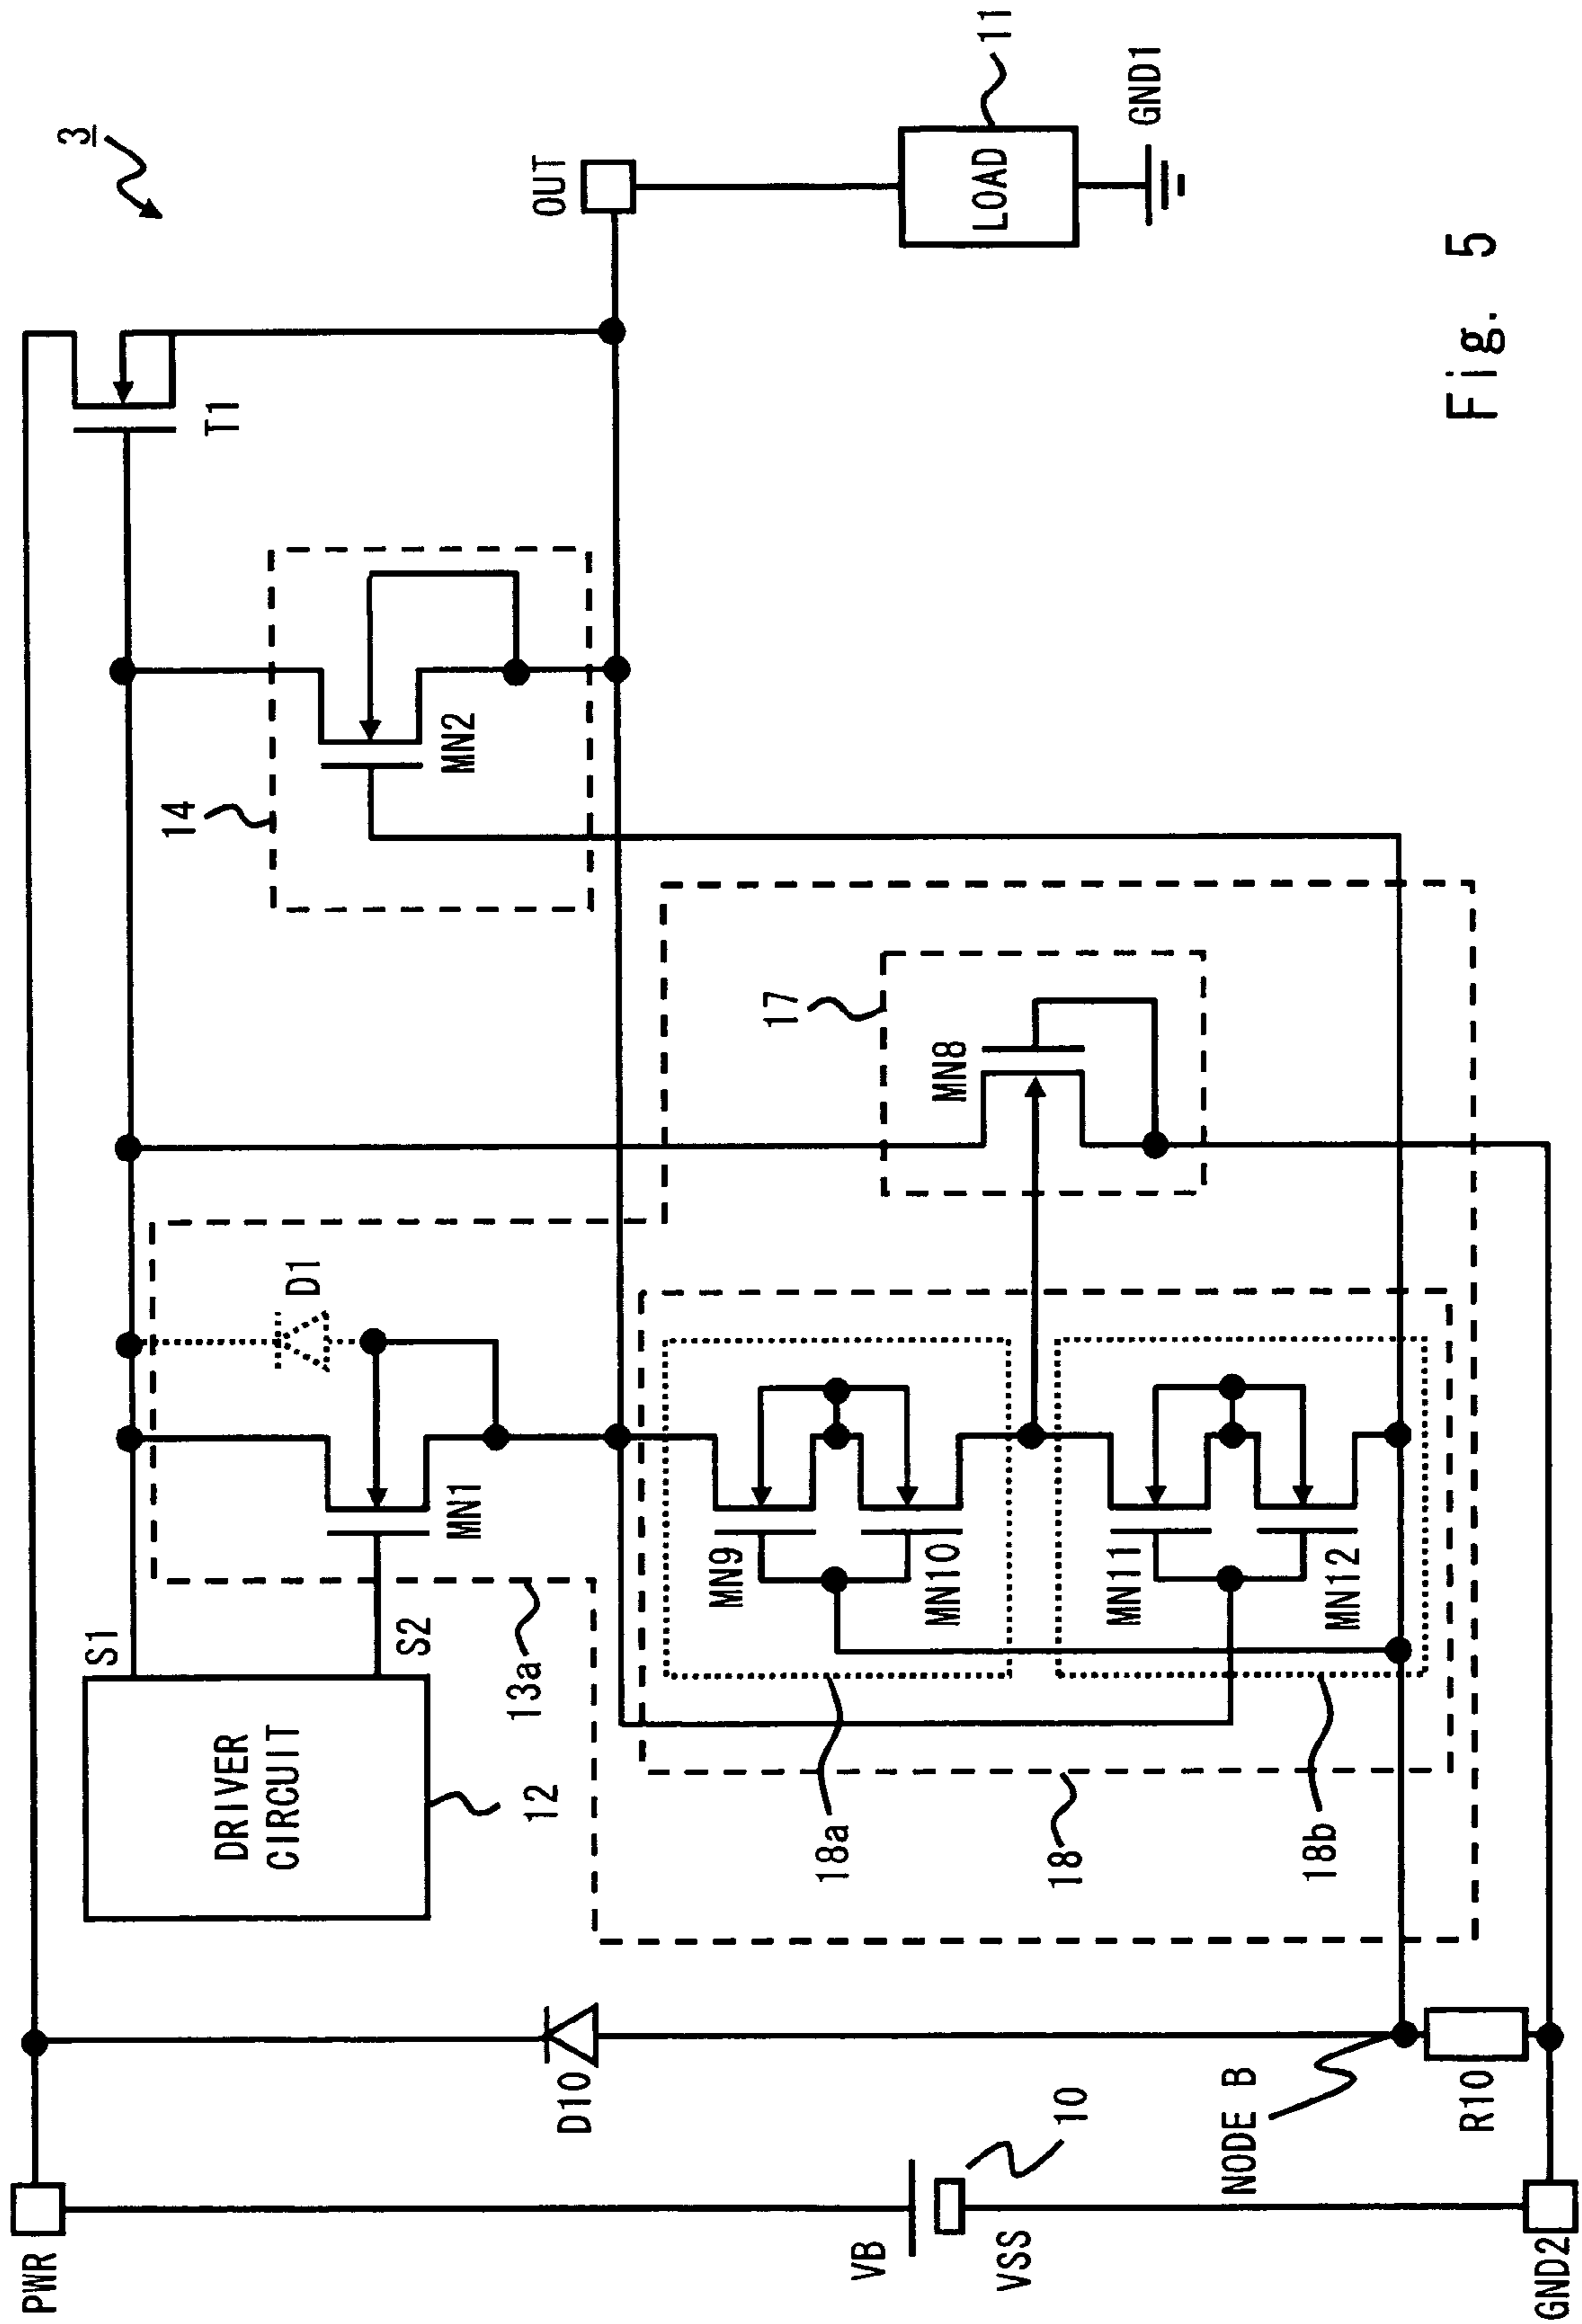 3
PWR
OUT
T1
S1
DRIVER
CIRCUIT
12
S2
13a
D1
MN1
14
MN2
11
LOAD
GND1
D10
VB
VSS
10
18a
18
18b
MN9
MN10
MN11
MN12
17
MN8
NODE B
R10
GND2
Fig. 5